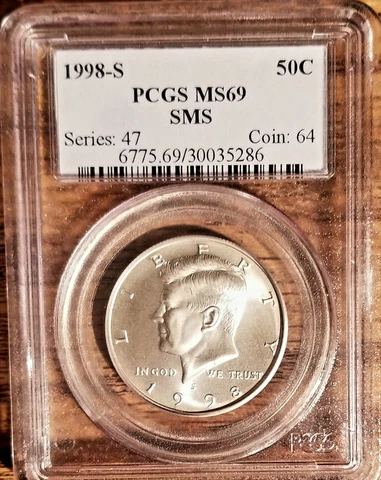 1998-S 50C
PCGS MS69
SMS
Series: 47 Coin: 64
6775.69/30035286
LIBERTY
IN GOD WE TRUST
S
1998
PCGS